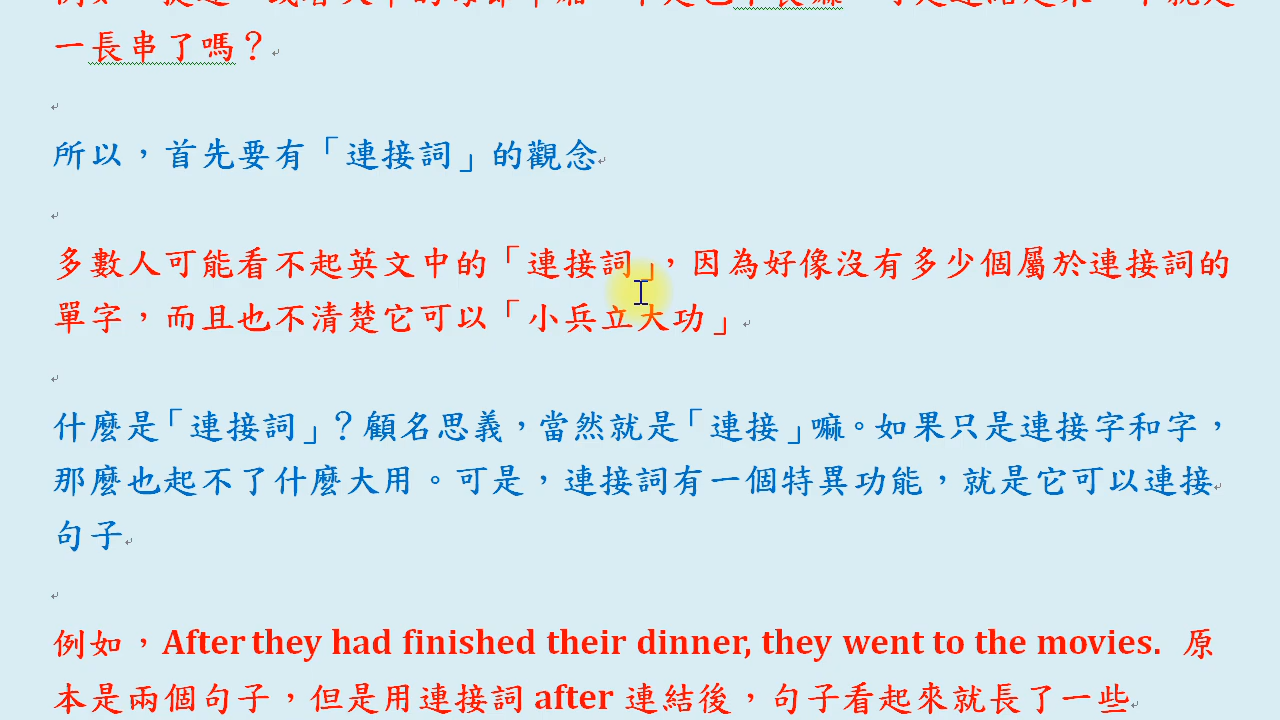 一長串了嗎？
所以，首先要有「連接詞」的觀念
多數人可能看不起英文中的「連接詞」，因為好像沒有多少個屬於連接詞的
單字，而且也不清楚它可以「小兵立大功」
什麼是「連接詞」？顧名思義，當然就是「連接」嘛。如果只是連接字和字，
那麼也起不了什麼大用。可是，連接詞有一個特異功能，就是它可以連接
句子
例如，After they had finished their dinner, they went to the movies. 原
本是兩個句子，但是用連接詞 after 連結後，句子看起來就長了一些